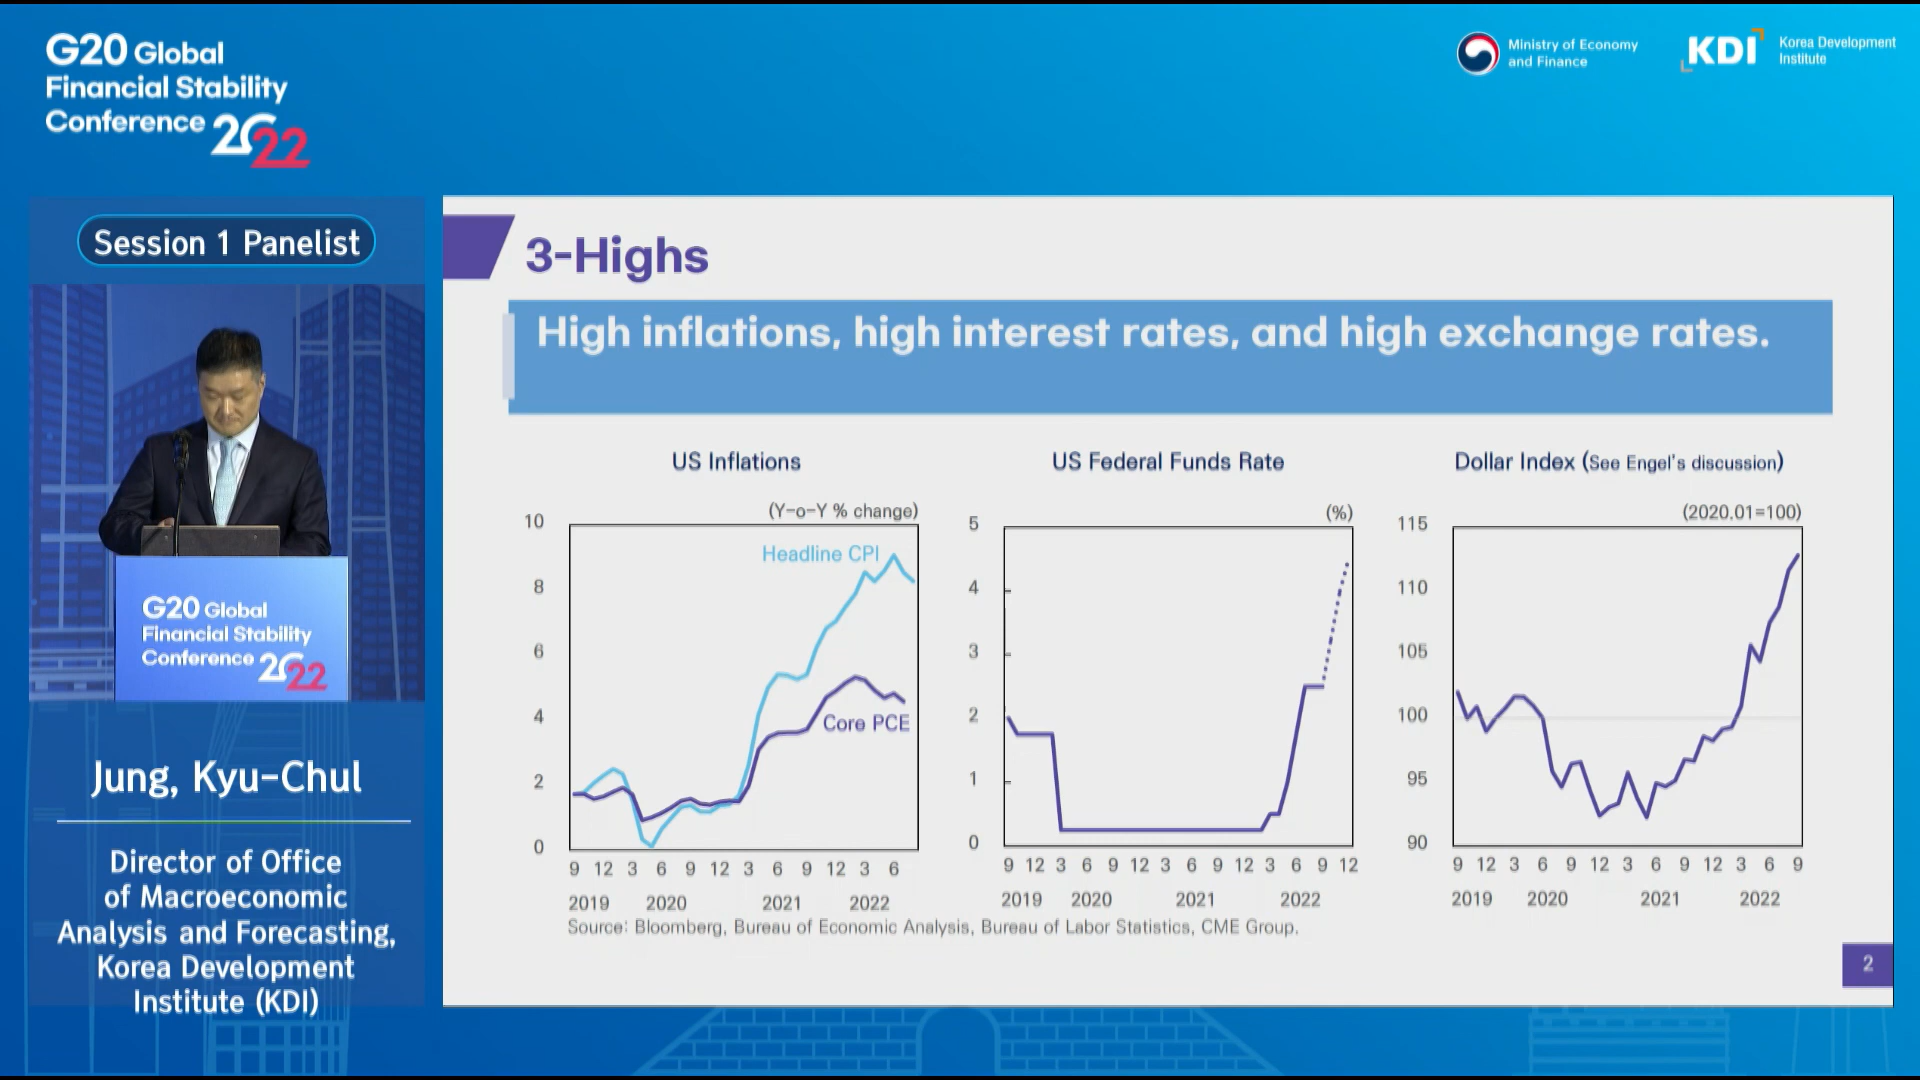 G20 Global
Financial Stability
Conference 2022
Ministry of Economy
and Finance
KDI
Korea Development
Institute
Session 1 Panelist
G20 Global
Financial Stability
Conference 2022
Jung, Kyu-Chul
Director of Office
of Macroeconomic
Analysis and Forecasting,
Korea Development
Institute (KDI)
3-Highs
High inflations, high interest rates, and high exchange rates.
US Inflations
(Y-o-Y % change)
10
8
6
4
2
0
Headline CPI
Core PCE
9 12 3 6 9 12 3 6 9 12 3 6
2019 2020 2021 2022
US Federal Funds Rate
(%)
5
4
3
2
1
0
9 12 3 6 9 12 3 6 9 12 3 6 9 12
2019 2020 2021 2022
Dollar Index (See Engel's discussion)
(2020.01=100)
115
110
105
100
95
90
9 12 3 6 9 12 3 6 9 12 3 6 9
2019 2020 2021 2022
Source: Bloomberg, Bureau of Economic Analysis, Bureau of Labor Statistics, CME Group.
2